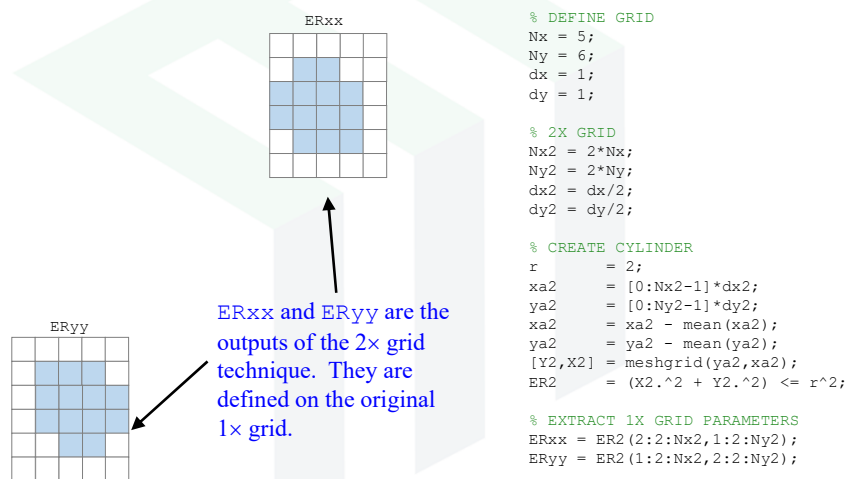 ERxx
ERyy
ERxx and ERyy are the
outputs of the 2× grid
technique. They are
defined on the original
1× grid.
% DEFINE GRID
Nx = 5;
Ny = 6;
dx = 1;
dy = 1;
% 2X GRID
Nx2 = 2*Nx;
Ny2 = 2*Ny;
dx2 = dx/2;
dy2 = dy/2;
% CREATE CYLINDER
r = 2;
xa2 = [0:Nx2-1]*dx2;
ya2 = [0:Ny2-1]*dy2;
xa2 = xa2 - mean(xa2);
ya2 = ya2 - mean(ya2);
[Y2,X2] = meshgrid(ya2,xa2);
ER2 = (X2.^2 + Y2.^2) <= r^2;
% EXTRACT 1X GRID PARAMETERS
ERxx = ER2(2:2:Nx2,1:2:Ny2);
ERyy = ER2(1:2:Nx2,2:2:Ny2);